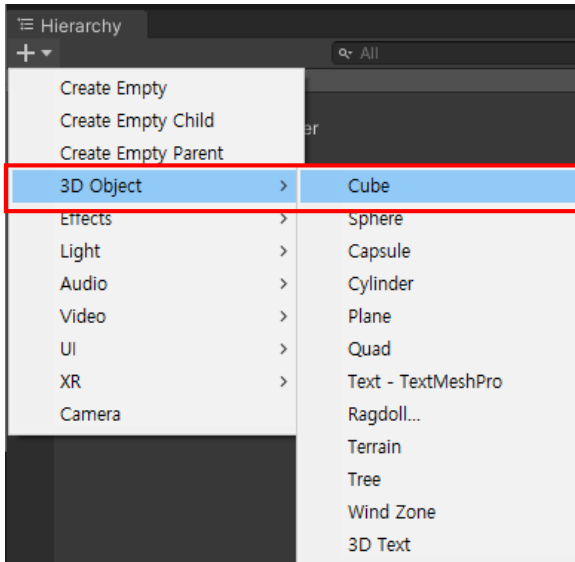 Hierarchy
All
Create Empty
Create Empty Child
er
Create Empty Parent
3D Object
Cube
Effects
Sphere
Light
Capsule
Audio
Cylinder
Video
Plane
UI
Quad
XR
Text - TextMeshPro
Camera
Ragdoll...
Terrain
Tree
Wind Zone
3D Text